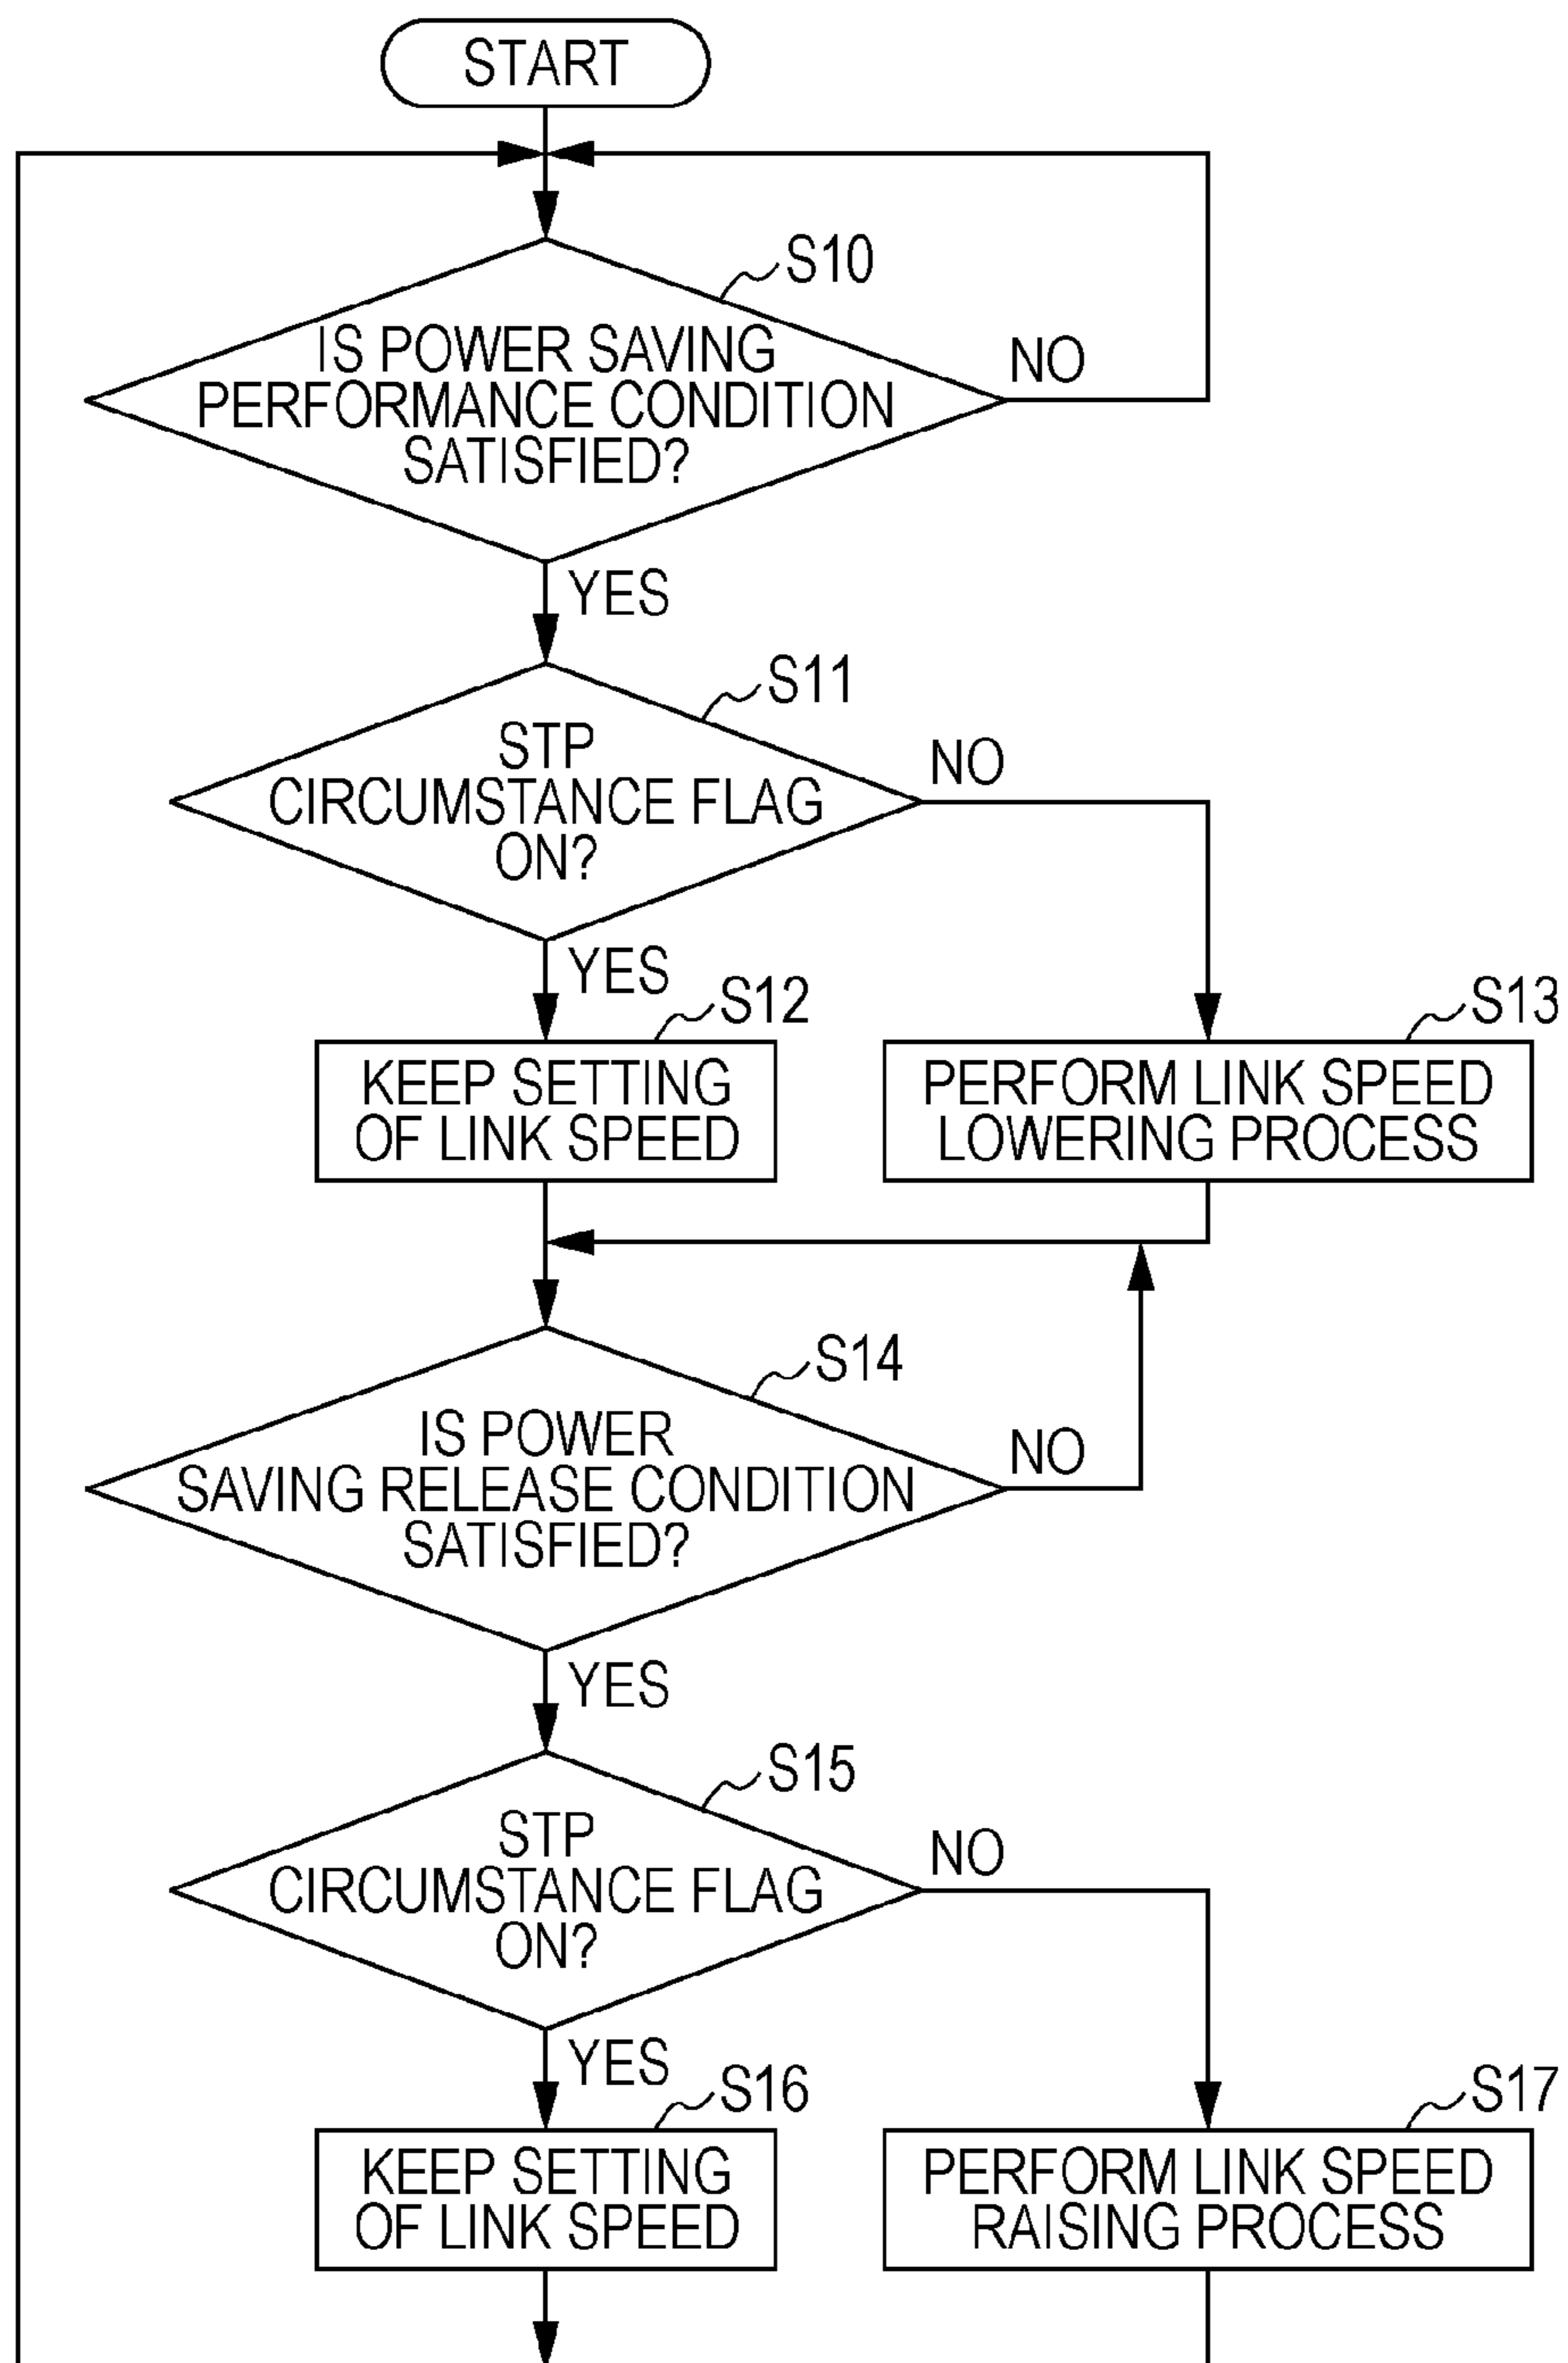 START
S10
IS POWER SAVING
PERFORMANCE CONDITION
SATISFIED?
NO
YES
S11
STP
CIRCUMSTANCE FLAG
ON?
NO
YES
S12
S13
KEEP SETTING
OF LINK SPEED
PERFORM LINK SPEED
LOWERING PROCESS
S14
IS POWER
SAVING RELEASE CONDITION
SATISFIED?
NO
YES
S15
STP
CIRCUMSTANCE FLAG
ON?
NO
YES
S16
S17
KEEP SETTING
OF LINK SPEED
PERFORM LINK SPEED
RAISING PROCESS